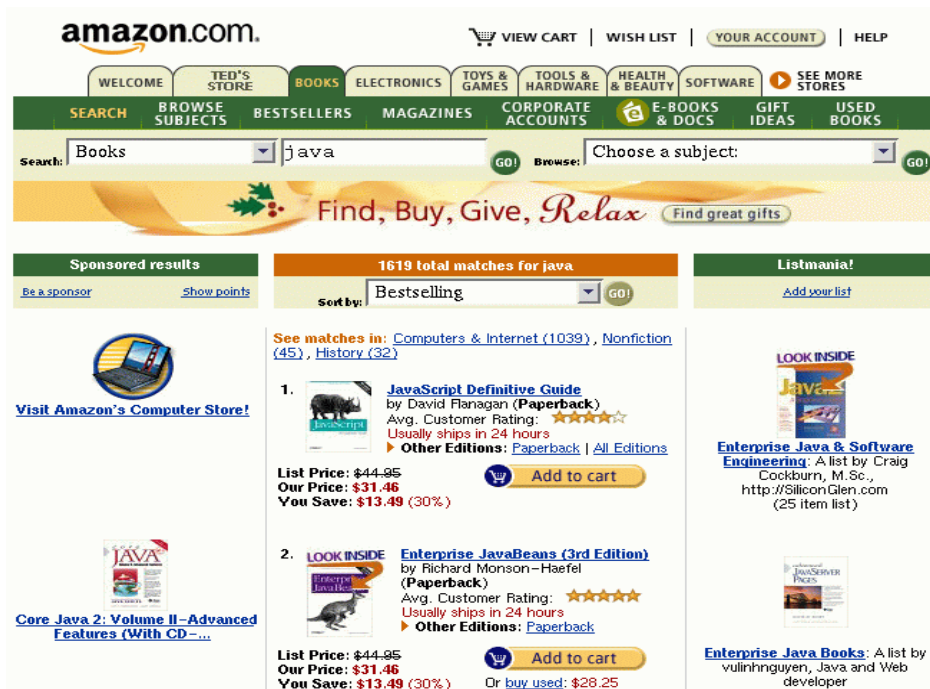 amazon.com.
VIEW CART | WISH LIST | YOUR ACCOUNT | HELP
WELCOME
TED'S STORE
BOOKS
ELECTRONICS
TOYS & GAMES
TOOLS & HARDWARE
HEALTH & BEAUTY
SOFTWARE
SEE MORE STORES
SEARCH
BROWSE SUBJECTS
BESTSELLERS
MAGAZINES
CORPORATE ACCOUNTS
e E-BOOKS & DOCS
GIFT IDEAS
USED BOOKS
Search: Books java GO! Browse: Choose a subject: GO!
Find, Buy, Give, Relax Find great gifts
Sponsored results
Be a sponsor Show points
Visit Amazon's Computer Store!
JAVA
Core Java 2: Volume II-Advanced
Features (With CD-...
1619 total matches for java
Sort by: Bestselling GO!
See matches in: Computers & Internet (1039) , Nonfiction
(45) , History (32)
1. JavaScript Definitive Guide
JavaScript
by David Flanagan (Paperback)
Avg. Customer Rating:
Usually ships in 24 hours
Other Editions: Paperback | All Editions
List Price: $44.95
Our Price: $31.46
You Save: $13.49 (30%)
Add to cart
2. LOOK INSIDE
Enterprise JavaBeans (3rd Edition)
by Richard Monson-Haefel
(Paperback)
Avg. Customer Rating:
Usually ships in 24 hours
Other Editions: Paperback
List Price: $44.95
Our Price: $31.46
You Save: $13.49 (30%)
Add to cart
Or buy used: $28.25
Listmania!
Add your list
LOOK INSIDE
Java
Enterprise Java & Software
Engineering: A list by Craig
Cockburn, M.Sc.,
http://SiliconGlen.com
(25 item list)
JAVASERVER
PAGES
Enterprise Java Books: A list by
vulinhnguyen, Java and Web
developer